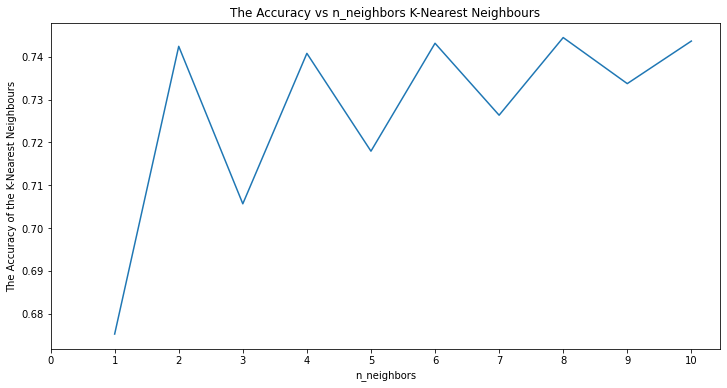 The Accuracy vs n_neighbors K-Nearest Neighbours
The Accuracy of the K-Nearest Neighbours
0.74
0.73
0.72
0.71
0.70
0.69
0.68
0 1 2 3 4 5 6 7 8 9 10
n_neighbors